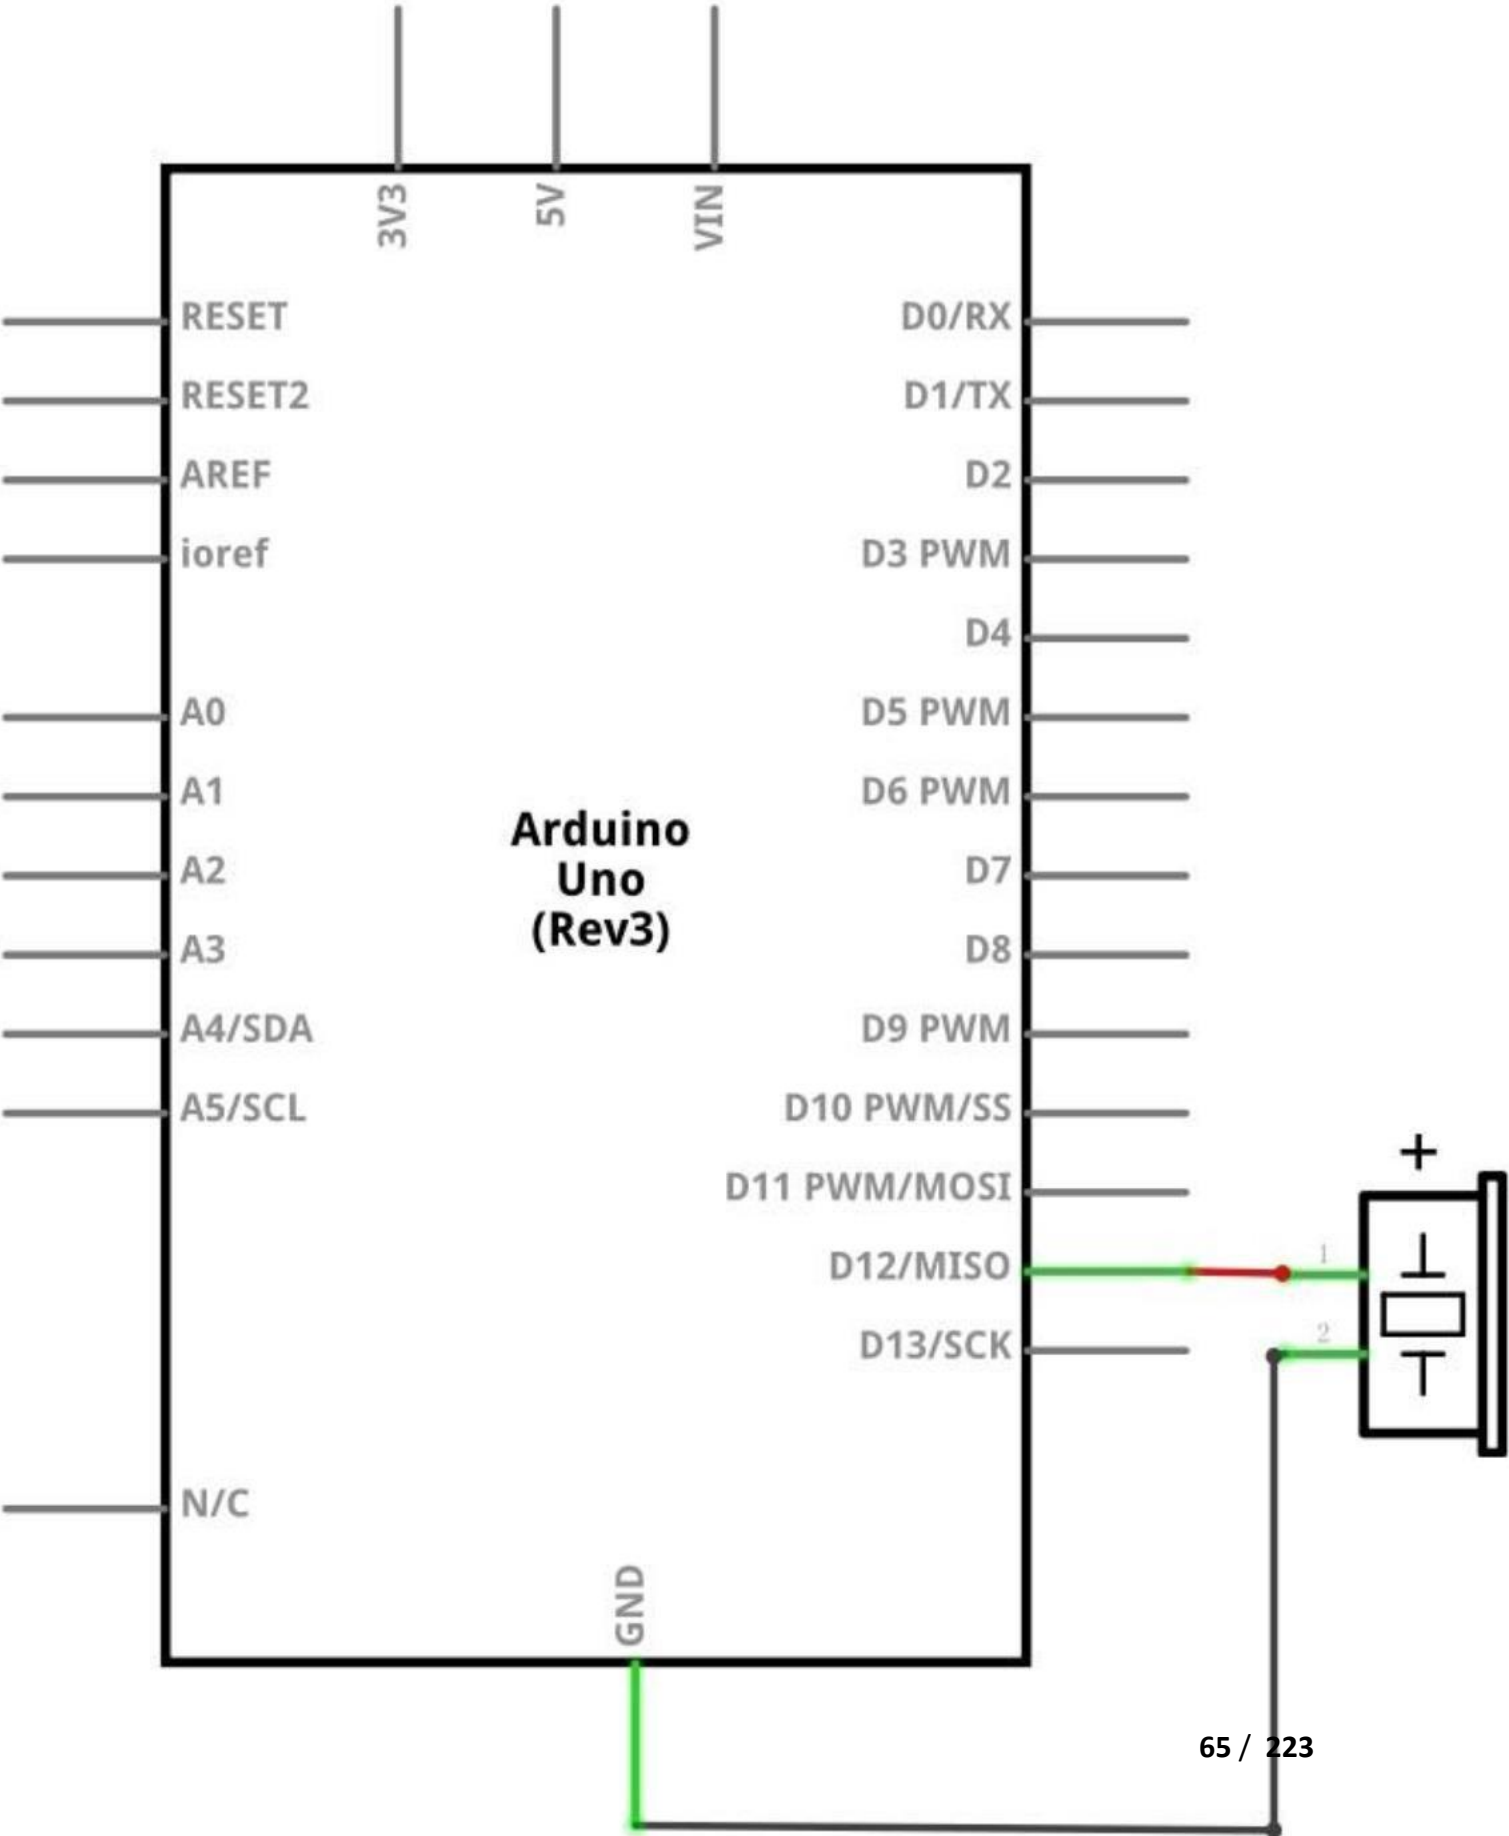 3V3
5V
VIN
RESET
D0/RX
RESET2
D1/TX
AREF
D2
ioref
D3 PWM
D4
A0
D5 PWM
A1
D6 PWM
Arduino
Uno
(Rev3)
A2
D7
A3
D8
A4/SDA
D9 PWM
A5/SCL
D10 PWM/SS
+
D11 PWM/MOSI
D12/MISO
1
D13/SCK
2
N/C
GND
65 / 223